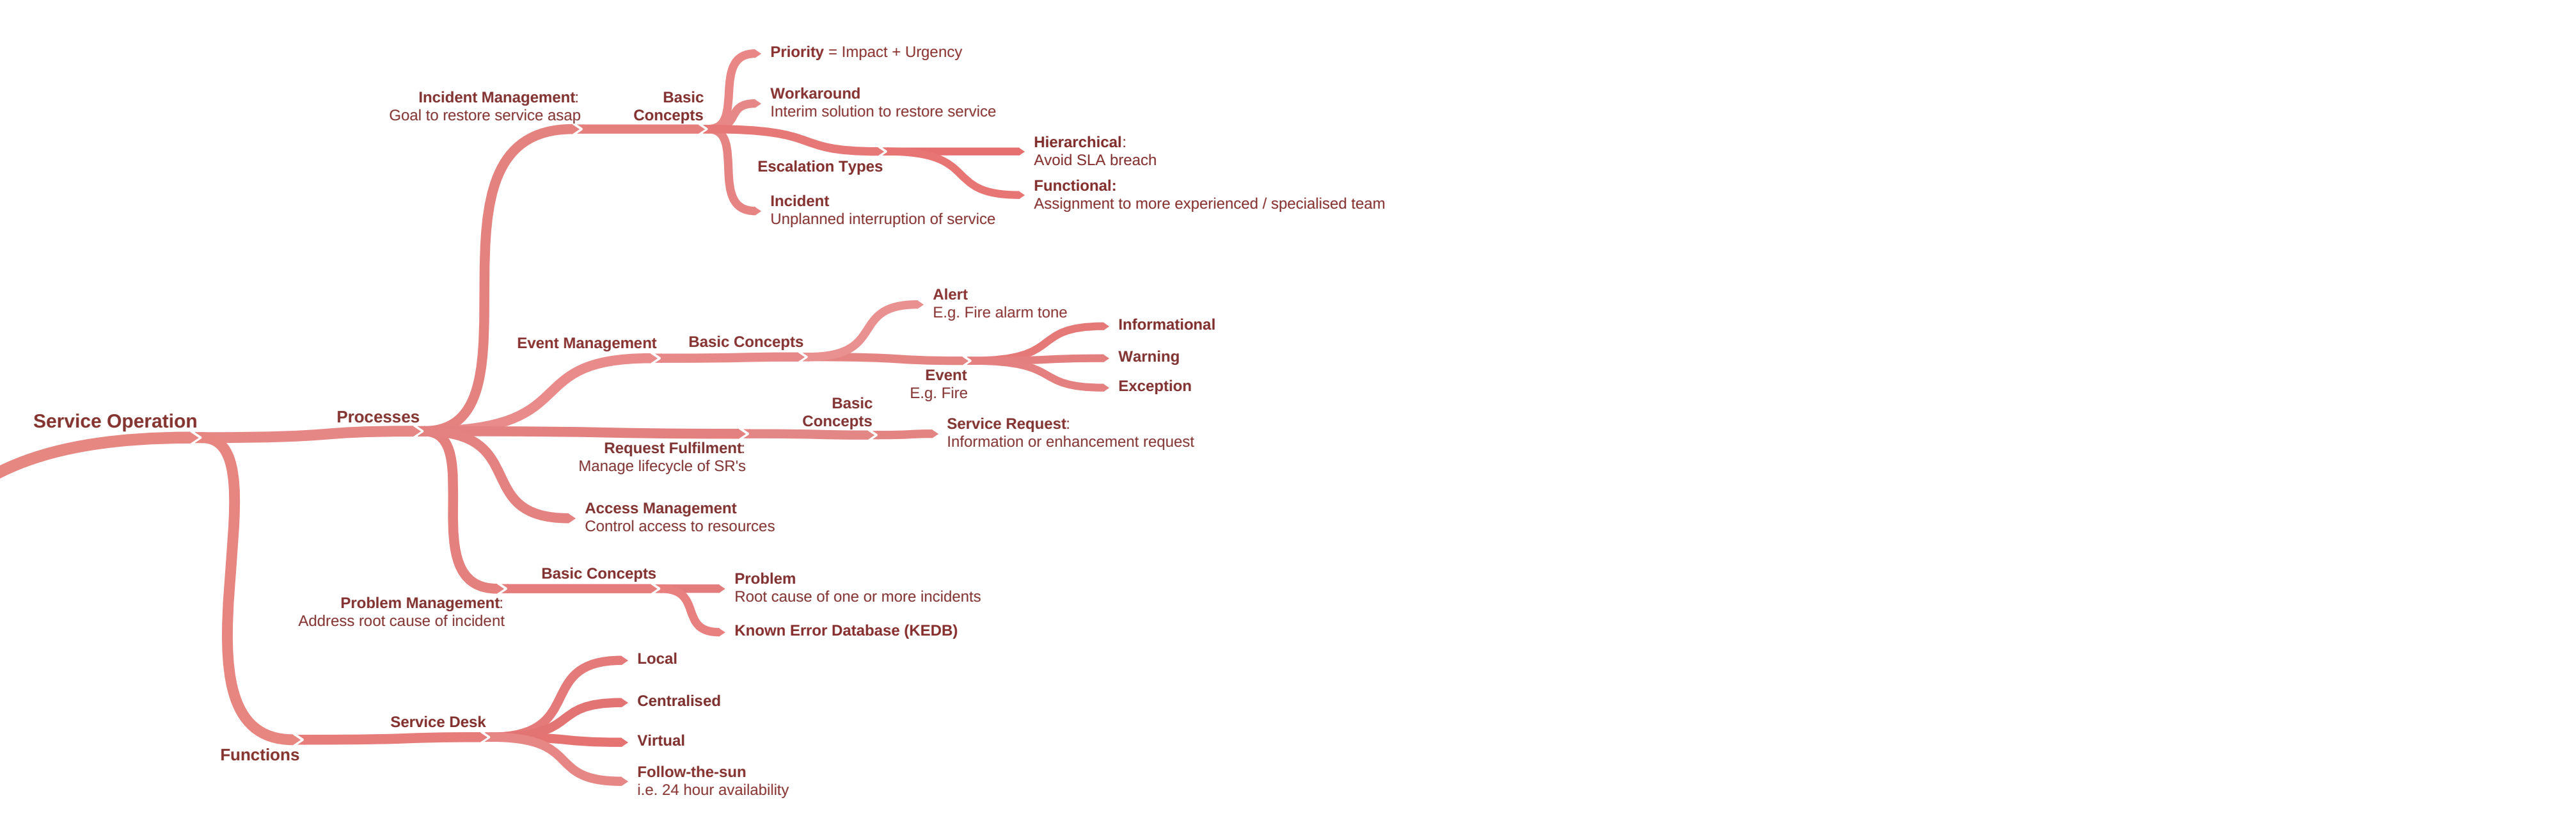 Service Operation
Processes
Incident Management:
Goal to restore service asap
Basic
Concepts
Priority = Impact + Urgency
Workaround
Interim solution to restore service
Escalation Types
Hierarchical:
Avoid SLA breach
Functional:
Assignment to more experienced / specialised team
Incident
Unplanned interruption of service
Event Management
Basic Concepts
Alert
E.g. Fire alarm tone
Event
E.g. Fire
Informational
Warning
Exception
Request Fulfilment:
Manage lifecycle of SR's
Basic
Concepts
Service Request:
Information or enhancement request
Access Management
Control access to resources
Problem Management:
Address root cause of incident
Basic Concepts
Problem
Root cause of one or more incidents
Known Error Database (KEDB)
Functions
Service Desk
Local
Centralised
Virtual
Follow-the-sun
i.e. 24 hour availability